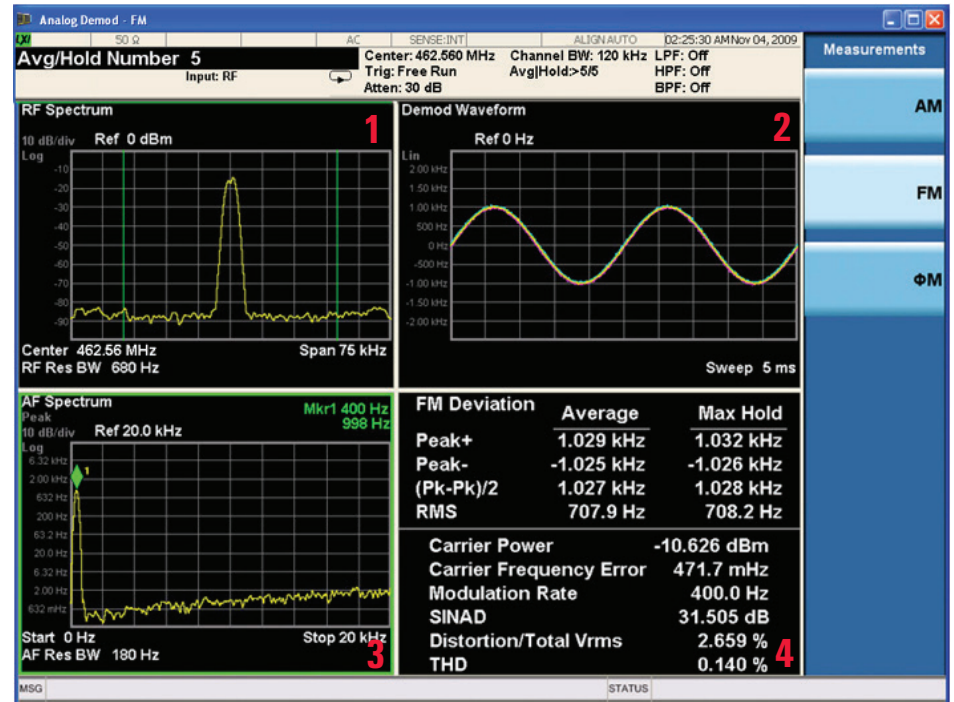 Analog Demod - FM
LXI 50 Ω AC SENSE:INT ALIGN AUTO 02:25:30 AM Nov 04, 2009
Avg/Hold Number 5
Input: RF
Center: 462.560 MHz Channel BW: 120 kHz LPF: Off
Trig: Free Run Avg|Hold:>5/5 HPF: Off
Atten: 30 dB BPF: Off
Measurements
AM
FM
ΦM
RF Spectrum
1
10 dB/div Ref 0 dBm
Log
-10
-20
-30
-40
-50
-60
-70
-80
-90
Center 462.56 MHz Span 75 kHz
RF Res BW 680 Hz
Demod Waveform
2
Ref 0 Hz
Lin
2.00 kHz
1.50 kHz
1.00 kHz
500 Hz
0 Hz
-500 Hz
-1.00 kHz
-1.50 kHz
-2.00 kHz
Sweep 5 ms
AF Spectrum
Peak
Mkr1 400 Hz
998 Hz
10 dB/div Ref 20.0 kHz
Log
6.32 kHz
2.00 kHz
632 Hz
200 Hz
63.2 Hz
20.0 Hz
6.32 Hz
2.00 Hz
632 mHz
1
Start 0 Hz Stop 20 kHz
AF Res BW 180 Hz
3
FM Deviation Average Max Hold
Peak+ 1.029 kHz 1.032 kHz
Peak- -1.025 kHz -1.026 kHz
(Pk-Pk)/2 1.027 kHz 1.028 kHz
RMS 707.9 Hz 708.2 Hz
Carrier Power -10.626 dBm
Carrier Frequency Error 471.7 mHz
Modulation Rate 400.0 Hz
SINAD 31.505 dB
Distortion/Total Vrms 2.659 %
THD 0.140 %
4
MSG STATUS